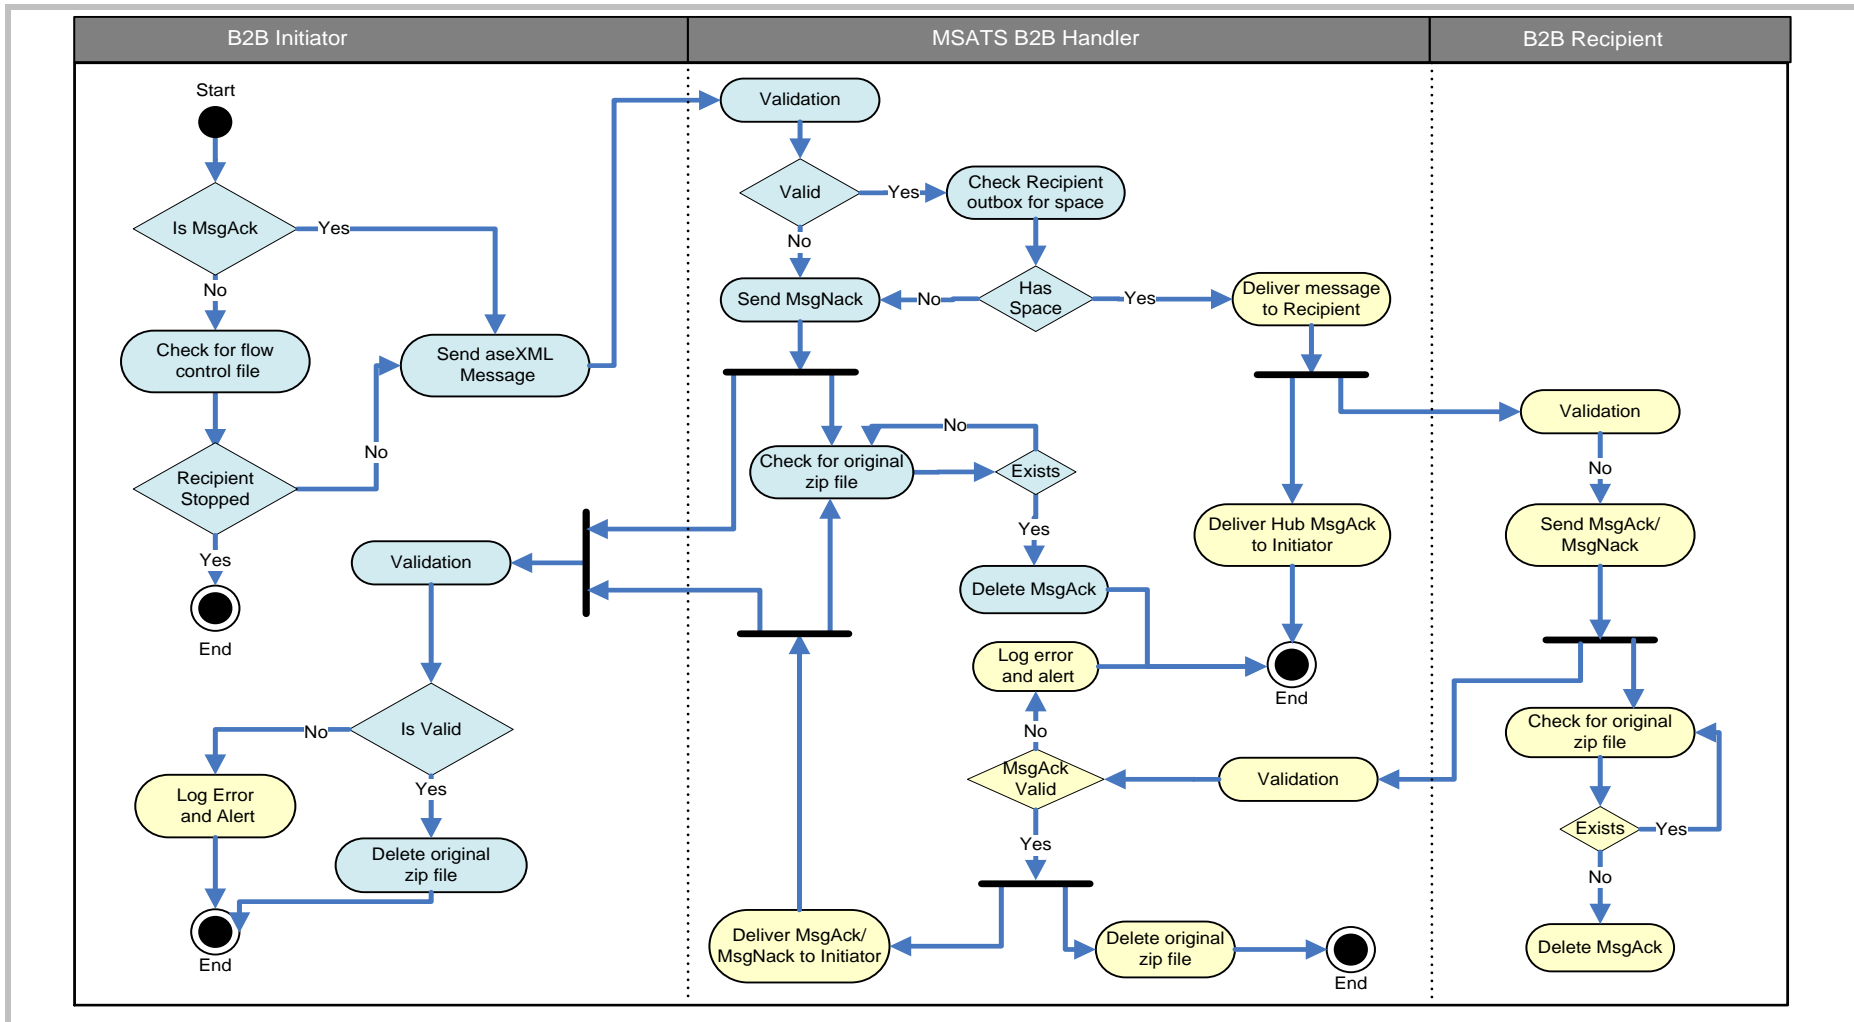 B2B Initiator
MSATS B2B Handler
B2B Recipient
Start
Is MsgAck
Yes
No
Check for flow
control file
Send aseXML
Message
No
Recipient
Stopped
Yes
End
Validation
Is Valid
No
Yes
Log Error
and Alert
Delete original
zip file
End
Validation
Valid
Yes
Check Recipient
outbox for space
No
Send MsgNack
No
Has
Space
Yes
Deliver message
to Recipient
No
Check for original
zip file
Exists
Yes
Deliver Hub MsgAck
to Initiator
Delete MsgAck
Log error
and alert
End
No
MsgAck
Valid
Validation
Yes
Deliver MsgAck/
MsgNack to Initiator
Delete original
zip file
End
Validation
No
Send MsgAck/
MsgNack
Check for original
zip file
Exists
Yes
No
Delete MsgAck